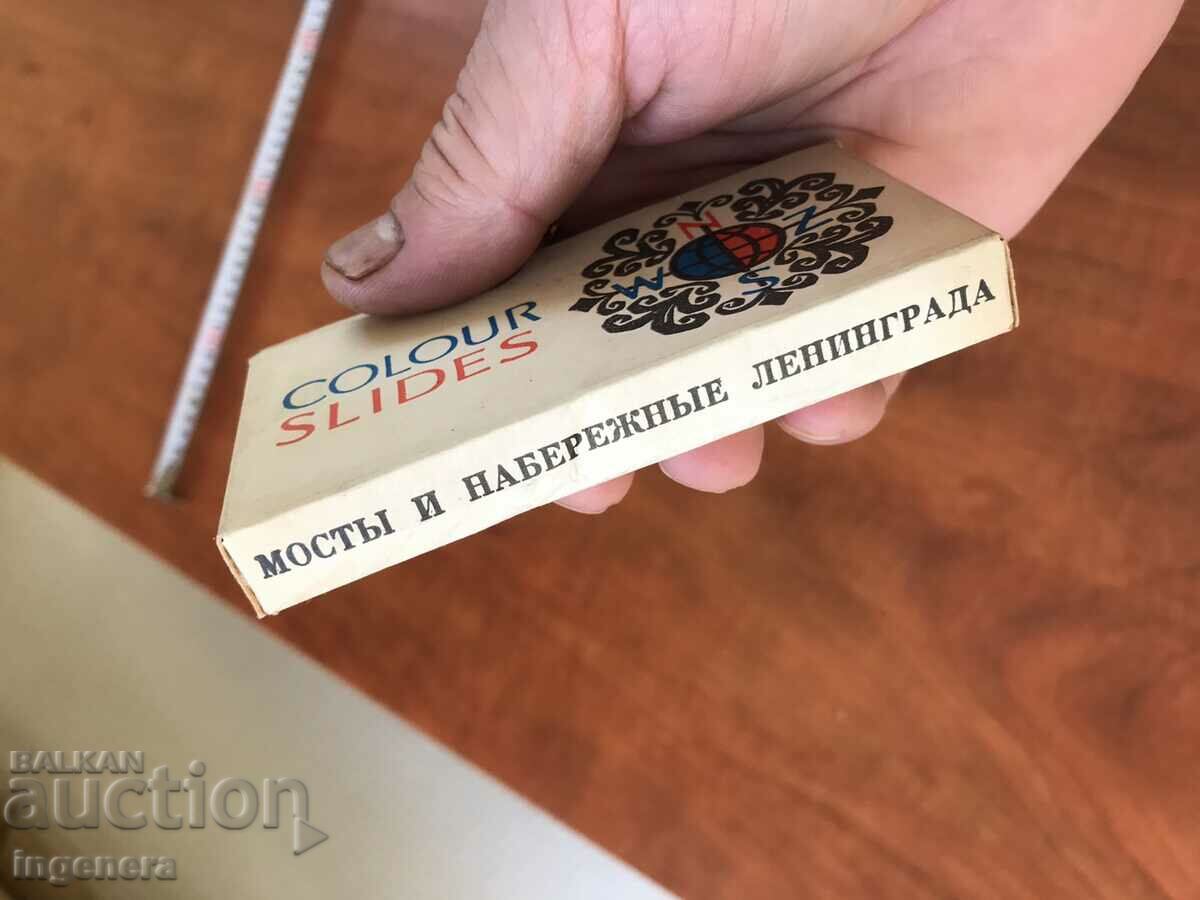 COLOUR
SLIDES
N
Z
W
S
МОСТЫ И НАБЕРЕЖНЫЕ ЛЕНИНГРАДА
BALKAN
auction
ingenera